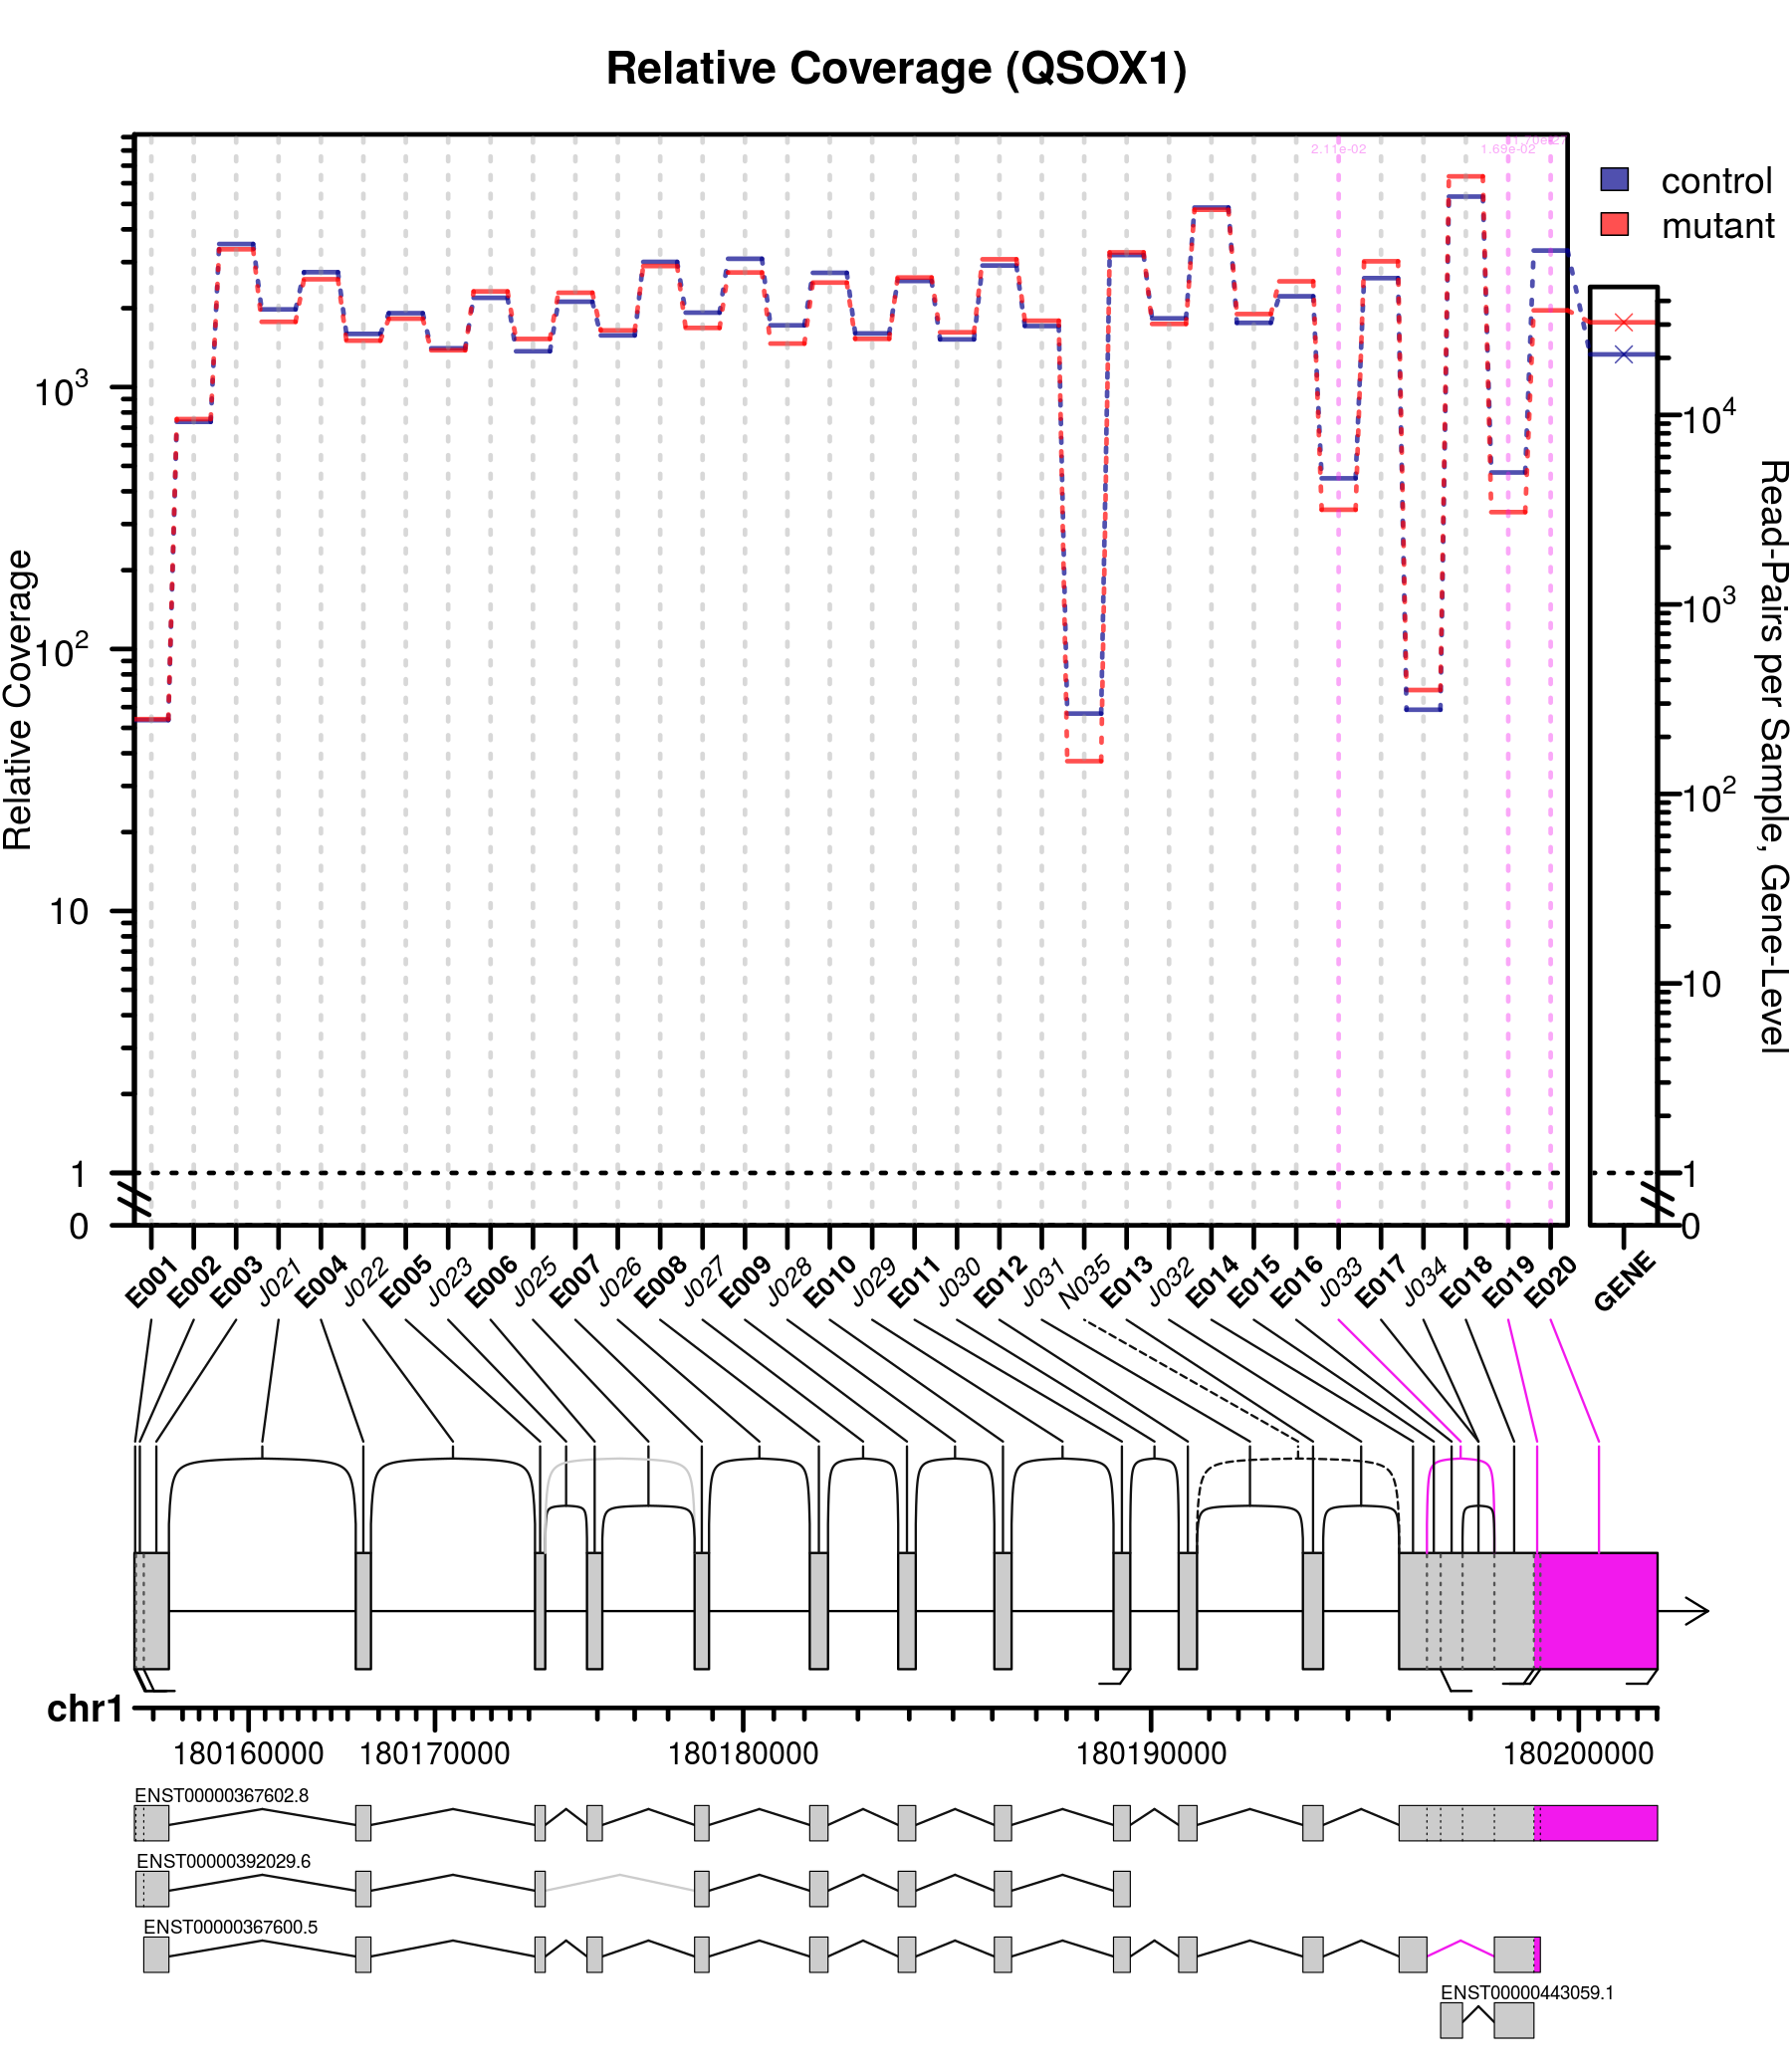 Relative Coverage (QSOX1)
2.11e-02
1.69e-02
control
mutant
Relative Coverage
10³
10²
10
1
0
10⁴
10³
10²
10
1
0
Read-Pairs per Sample, Gene-Level
E001 E002 E003 J021 E004 J022 E005 J023 E006 J025 E007 J026 E008 J027 E009 J028 E010 J029 E011 J030 E012 J031 N035 E013 J032 E014 E015 E016 J033 E017 J034 E018 E019 E020 GENE
chr1
180160000 180170000 180180000 180190000 180200000
ENST00000367602.8
ENST00000392029.6
ENST00000367600.5
ENST00000443059.1